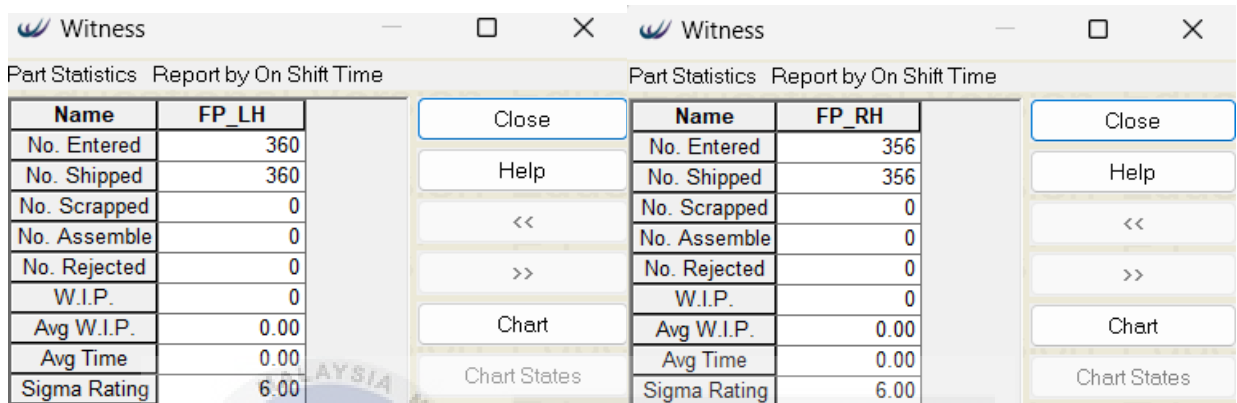 Witness
Part Statistics Report by On Shift Time
Name FP_LH
No. Entered 360
No. Shipped 360
No. Scrapped 0
No. Assemble 0
No. Rejected 0
W.I.P. 0
Avg W.I.P. 0.00
Avg Time 0.00
Sigma Rating 6.00
Close
Help
<<
>>
Chart
Chart States
Witness
Part Statistics Report by On Shift Time
Name FP_RH
No. Entered 356
No. Shipped 356
No. Scrapped 0
No. Assemble 0
No. Rejected 0
W.I.P. 0
Avg W.I.P. 0.00
Avg Time 0.00
Sigma Rating 6.00
Close
Help
<<
>>
Chart
Chart States